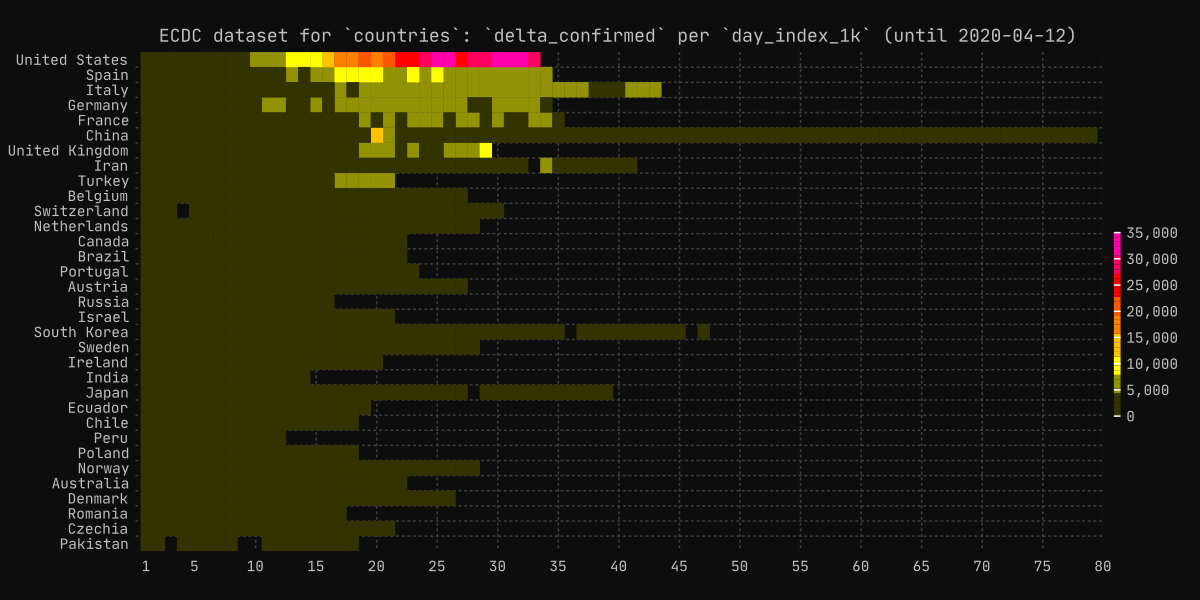 ECDC dataset for `countries`: `delta_confirmed` per `day_index_1k` (until 2020-04-12)
United States
Spain
Italy
Germany
France
China
United Kingdom
Iran
Turkey
Belgium
Switzerland
Netherlands
Canada
Brazil
Portugal
Austria
Russia
Israel
South Korea
Sweden
Ireland
India
Japan
Ecuador
Chile
Peru
Poland
Norway
Australia
Denmark
Romania
Czechia
Pakistan
35,000
30,000
25,000
20,000
15,000
10,000
5,000
0
1 5 10 15 20 25 30 35 40 45 50 55 60 65 70 75 80